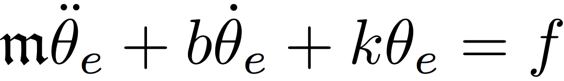 𝔪θ̈ₑ + bθ̇ₑ + kθₑ = f